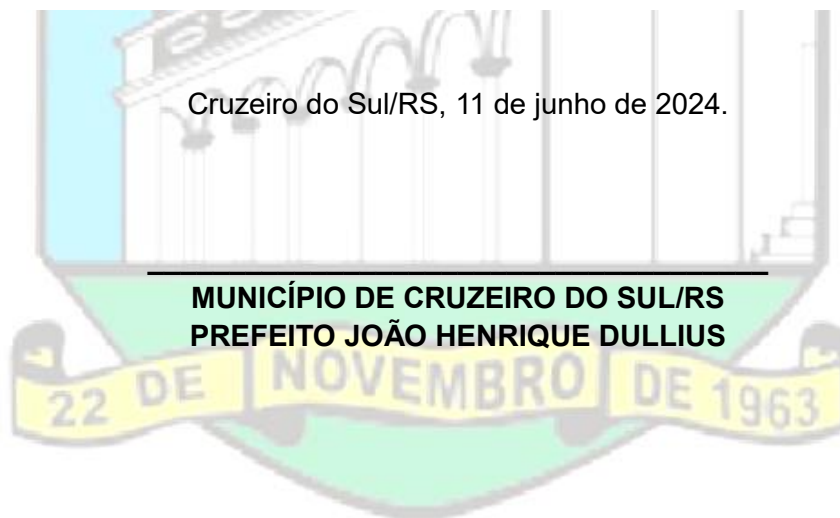 Cruzeiro do Sul/RS, 11 de junho de 2024.
MUNICÍPIO DE CRUZEIRO DO SUL/RS
PREFEITO JOÃO HENRIQUE DULLIUS
22 DE NOVEMBRO DE 1963